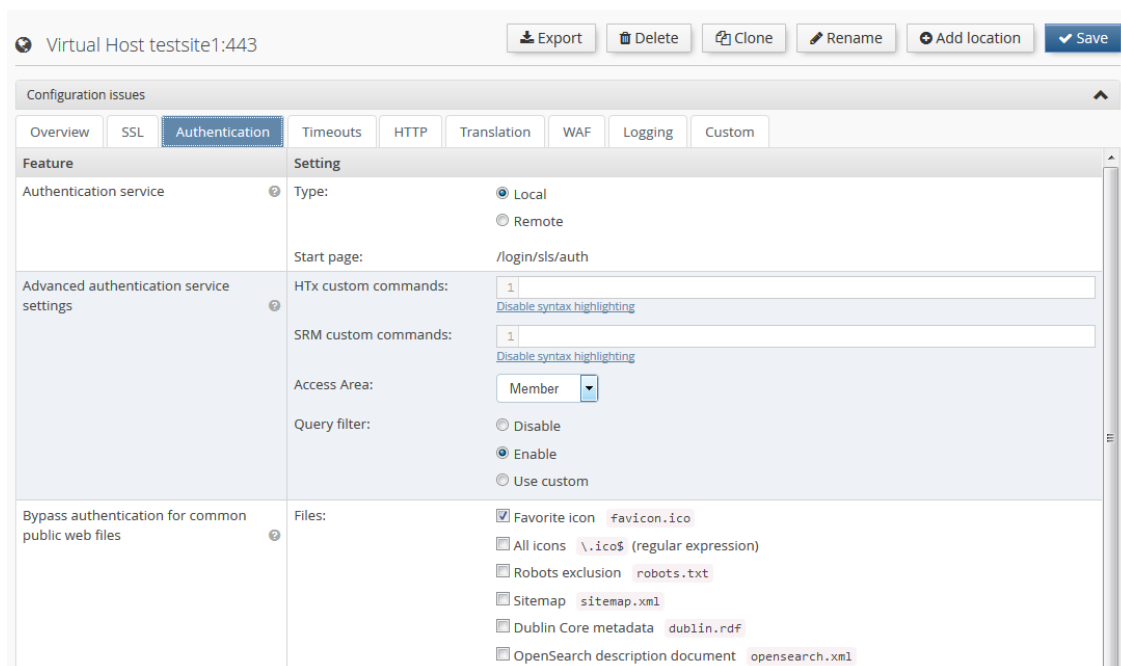 Virtual Host testsite1:443
Export Delete Clone Rename Add location Save
Configuration issues
Overview SSL Authentication Timeouts HTTP Translation WAF Logging Custom
Feature Setting
Authentication service Type: Local
Remote
Start page: /login/sls/auth
Advanced authentication service
settings
HTx custom commands: 1
Disable syntax highlighting
SRM custom commands: 1
Disable syntax highlighting
Access Area: Member
Query filter: Disable
Enable
Use custom
Bypass authentication for common
public web files
Files: Favorite icon favicon.ico
All icons \.ico$ (regular expression)
Robots exclusion robots.txt
Sitemap sitemap.xml
Dublin Core metadata dublin.rdf
OpenSearch description document opensearch.xml